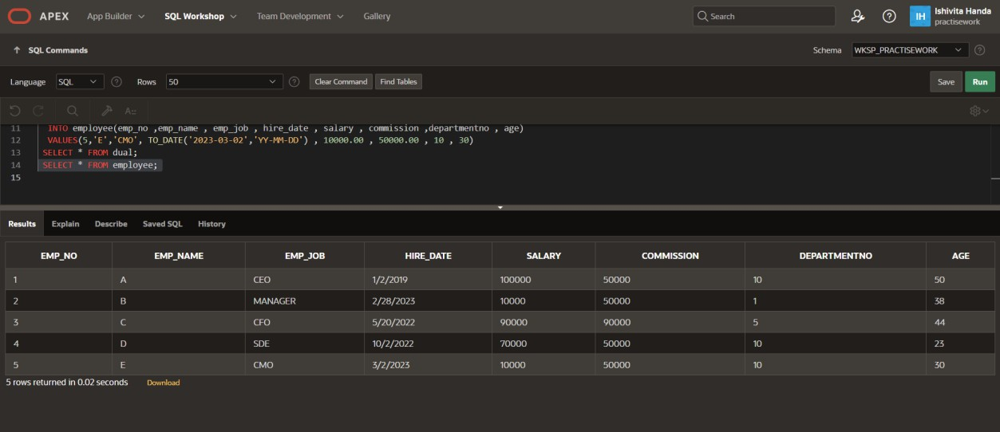 APEX App Builder SQL Workshop Team Development Gallery Search ? IH Ishivita Handa
practisework
↑ SQL Commands Schema WKSP_PRACTISEWORK ?
Language SQL ? Rows 50 ? Clear Command Find Tables Save Run
A::
11 INTO employee(emp_no ,emp_name , emp_job , hire_date , salary , commission ,departmentno , age)
12 VALUES(5,'E','CMO', TO_DATE('2023-03-02','YY-MM-DD') , 10000.00 , 50000.00 , 10 , 30)
13 SELECT * FROM dual;
14 SELECT * FROM employee;
15
Results Explain Describe Saved SQL History
EMP_NO EMP_NAME EMP_JOB HIRE_DATE SALARY COMMISSION DEPARTMENTNO AGE
1 A CEO 1/2/2019 100000 50000 10 50
2 B MANAGER 2/28/2023 10000 50000 1 38
3 C CFO 5/20/2022 90000 90000 5 44
4 D SDE 10/2/2022 70000 50000 10 23
5 E CMO 3/2/2023 10000 50000 10 30
5 rows returned in 0.02 seconds Download